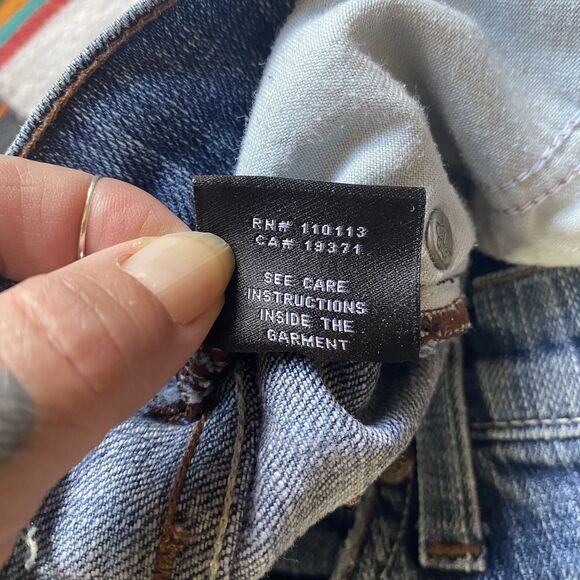 RN# 110113
CA# 19371
SEE CARE
INSTRUCTIONS
INSIDE THE
GARMENT